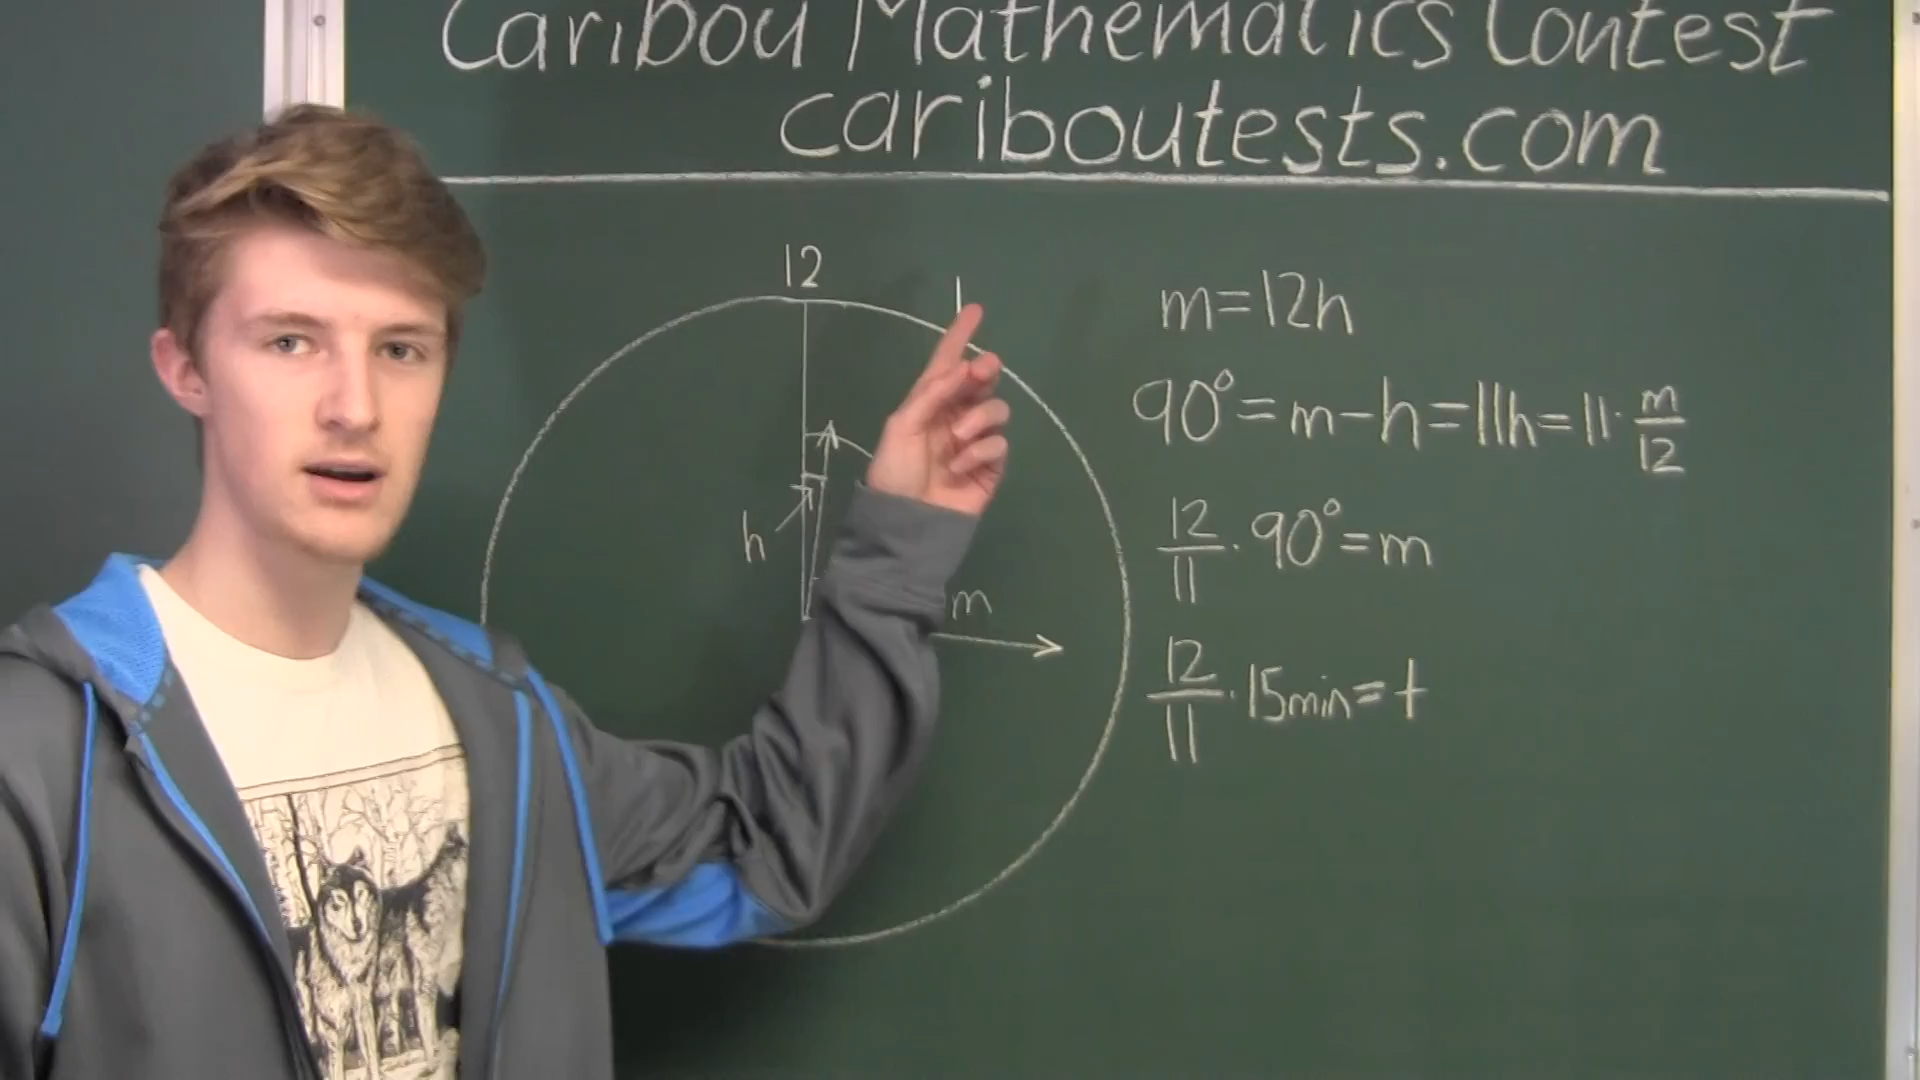 Caribou Mathematics Contest
cariboutests.com
12
1
h
m
m=12h
90°=m-h=11h=11·m/12
12/11·90°=m
12/11·15min=t